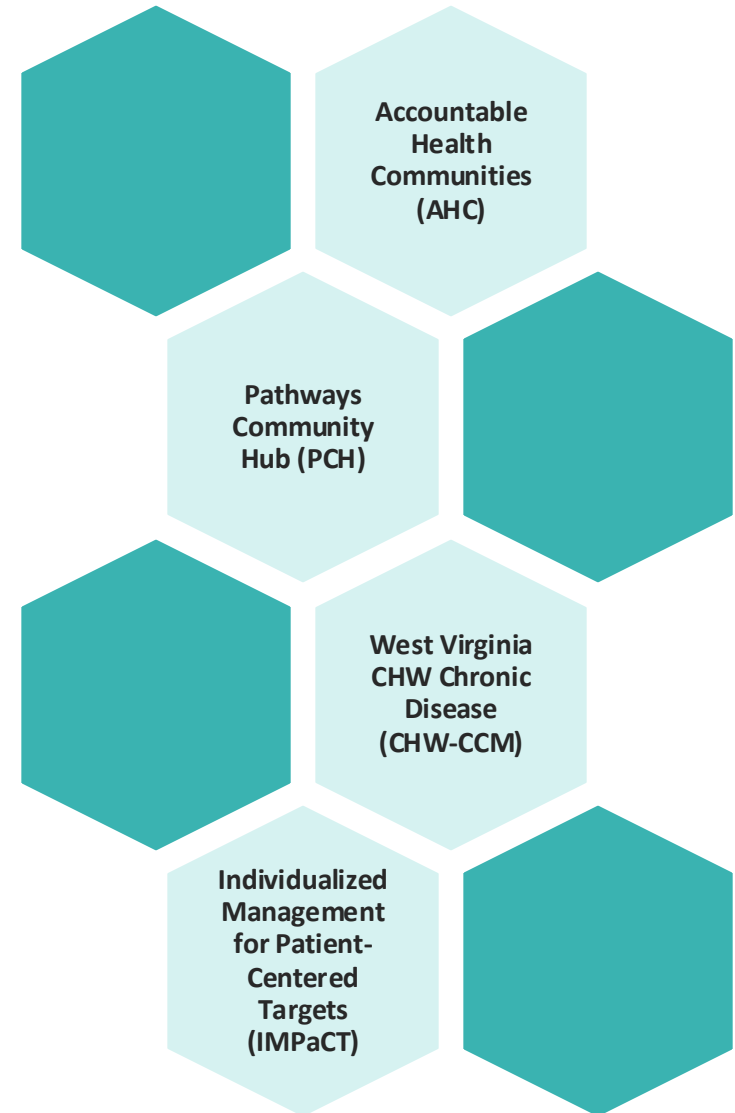 Accountable
Health
Communities
(AHC)
Pathways
Community
Hub (PCH)
West Virginia
CHW Chronic
Disease
(CHW-CCM)
Individualized
Management
for Patient-
Centered
Targets
(IMPaCT)